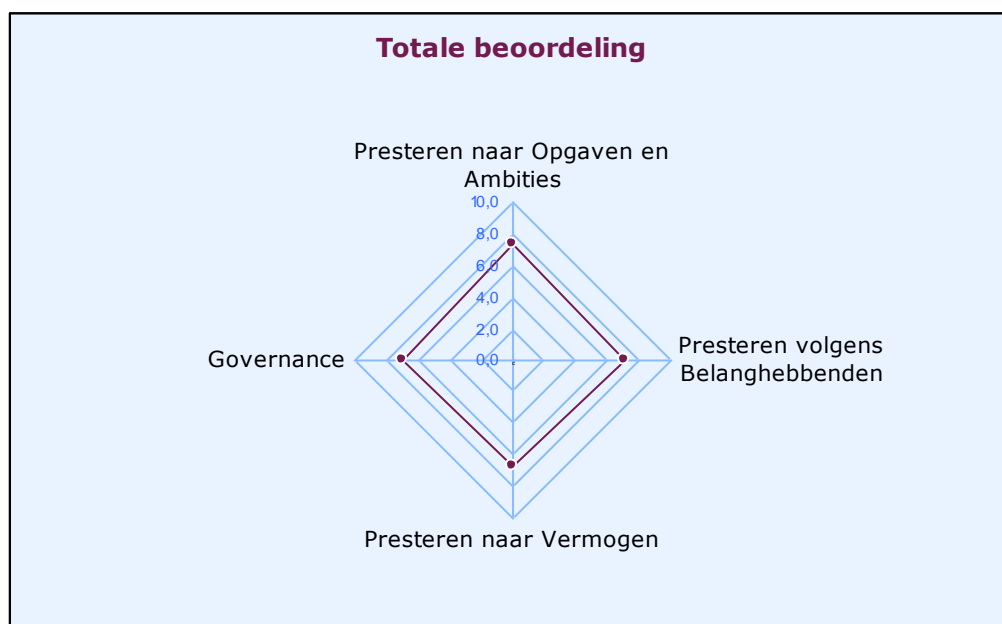 Totale beoordeling
Presteren naar Opgaven en
Ambities
10,0
8,0
6,0
4,0
2,0
0,0
Governance
Presteren volgens
Belanghebbenden
Presteren naar Vermogen